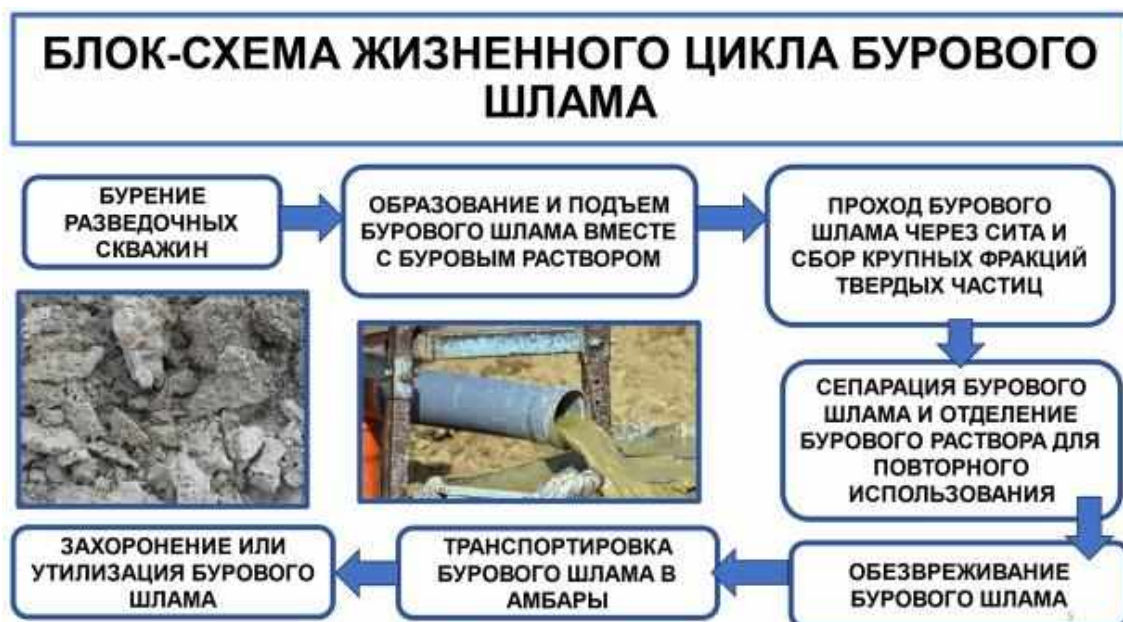 БЛОК-СХЕМА ЖИЗНЕННОГО ЦИКЛА БУРОВОГО
ШЛАМА
БУРЕНИЕ
РАЗВЕДОЧНЫХ
СКВАЖИН
ОБРАЗОВАНИЕ И ПОДЪЕМ
БУРОВОГО ШЛАМА ВМЕСТЕ
С БУРОВЫМ РАСТВОРОМ
ПРОХОД БУРОВОГО
ШЛАМА ЧЕРЕЗ СИТА И
СБОР КРУПНЫХ ФРАКЦИЙ
ТВЕРДЫХ ЧАСТИЦ
СЕПАРАЦИЯ БУРОВОГО
ШЛАМА И ОТДЕЛЕНИЕ
БУРОВОГО РАСТВОРА ДЛЯ
ПОВТОРНОГО
ИСПОЛЬЗОВАНИЯ
ОБЕЗВРЕЖИВАНИЕ
БУРОВОГО ШЛАМА
ТРАНСПОРТИРОВКА
БУРОВОГО ШЛАМА В
АМБАРЫ
ЗАХОРОНЕНИЕ ИЛИ
УТИЛИЗАЦИЯ БУРОВОГО
ШЛАМА
5